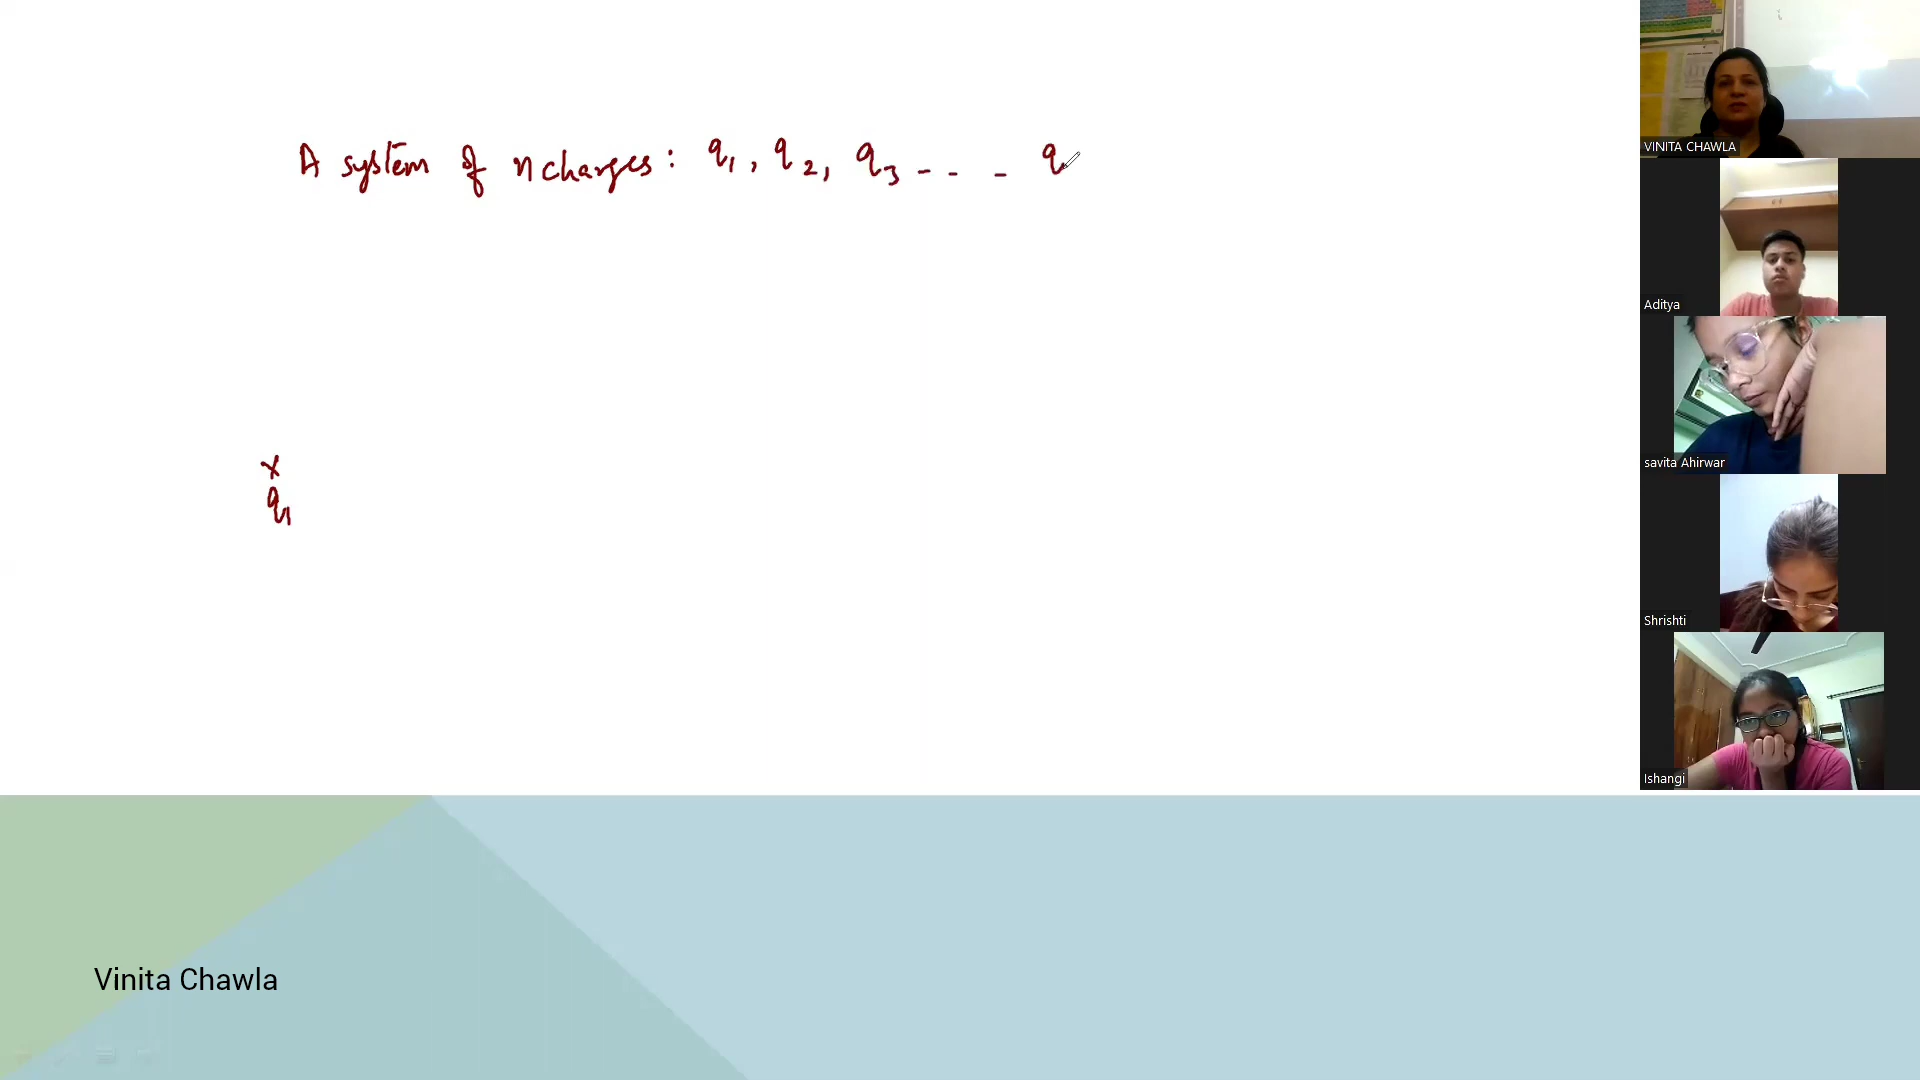 A system of n charges: q1, q2, q3 - - - q
x
q1
Vinita Chawla
VINITA CHAWLA
Aditya
savita Ahirwar
Shrishti
Ishangi